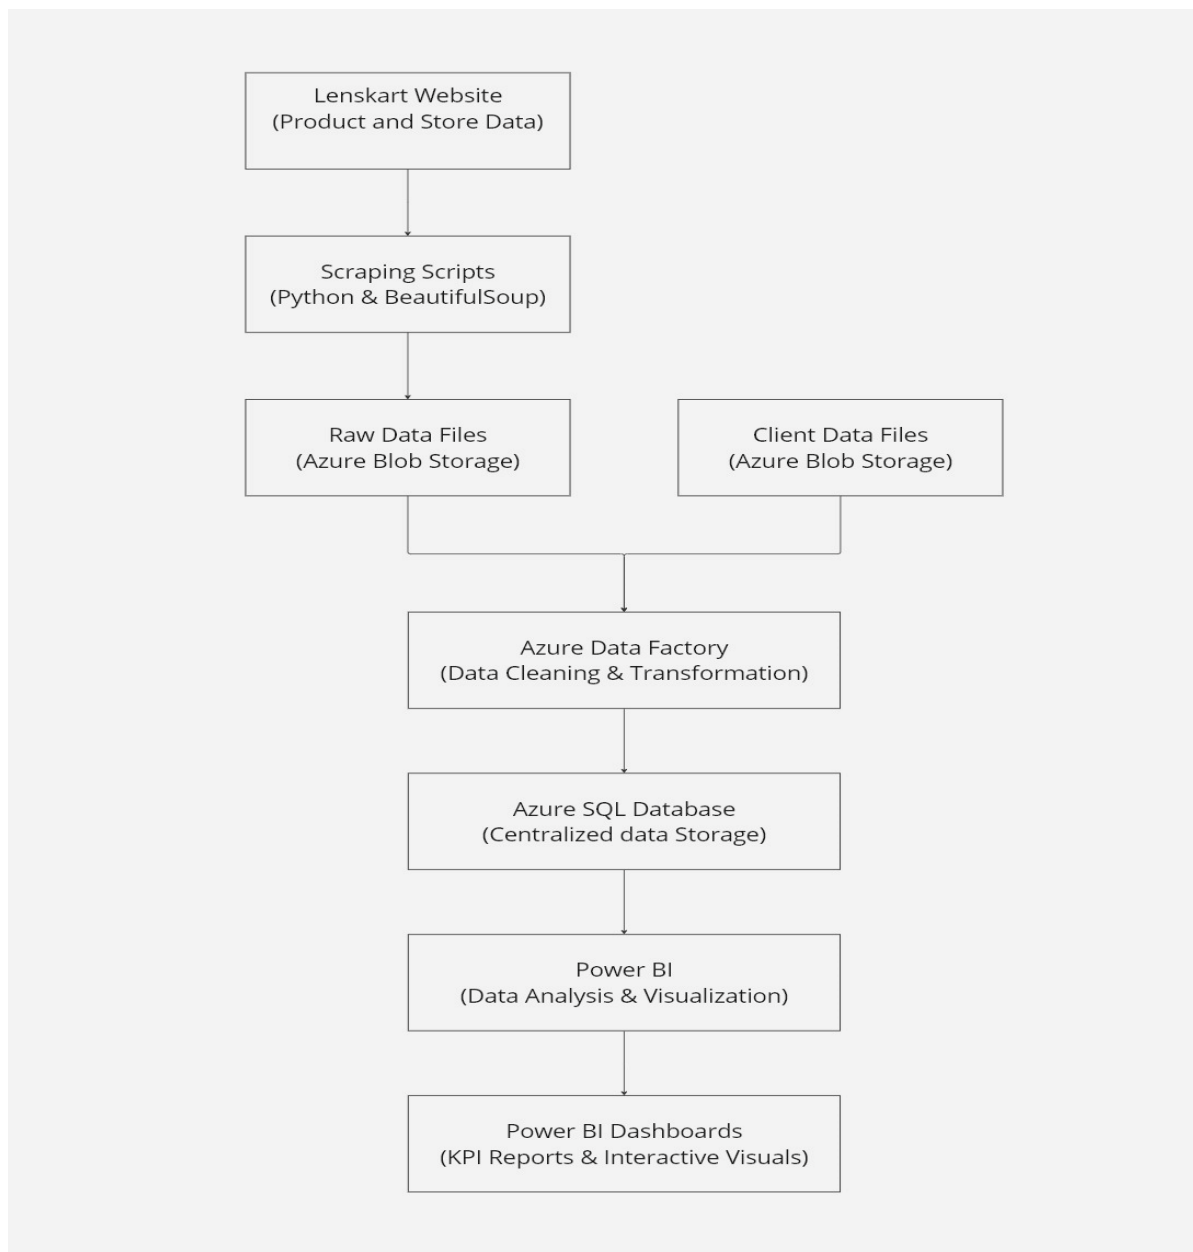 Lenskart Website
(Product and Store Data)
Scraping Scripts
(Python & BeautifulSoup)
Raw Data Files
(Azure Blob Storage)
Client Data Files
(Azure Blob Storage)
Azure Data Factory
(Data Cleaning & Transformation)
Azure SQL Database
(Centralized data Storage)
Power BI
(Data Analysis & Visualization)
Power BI Dashboards
(KPI Reports & Interactive Visuals)